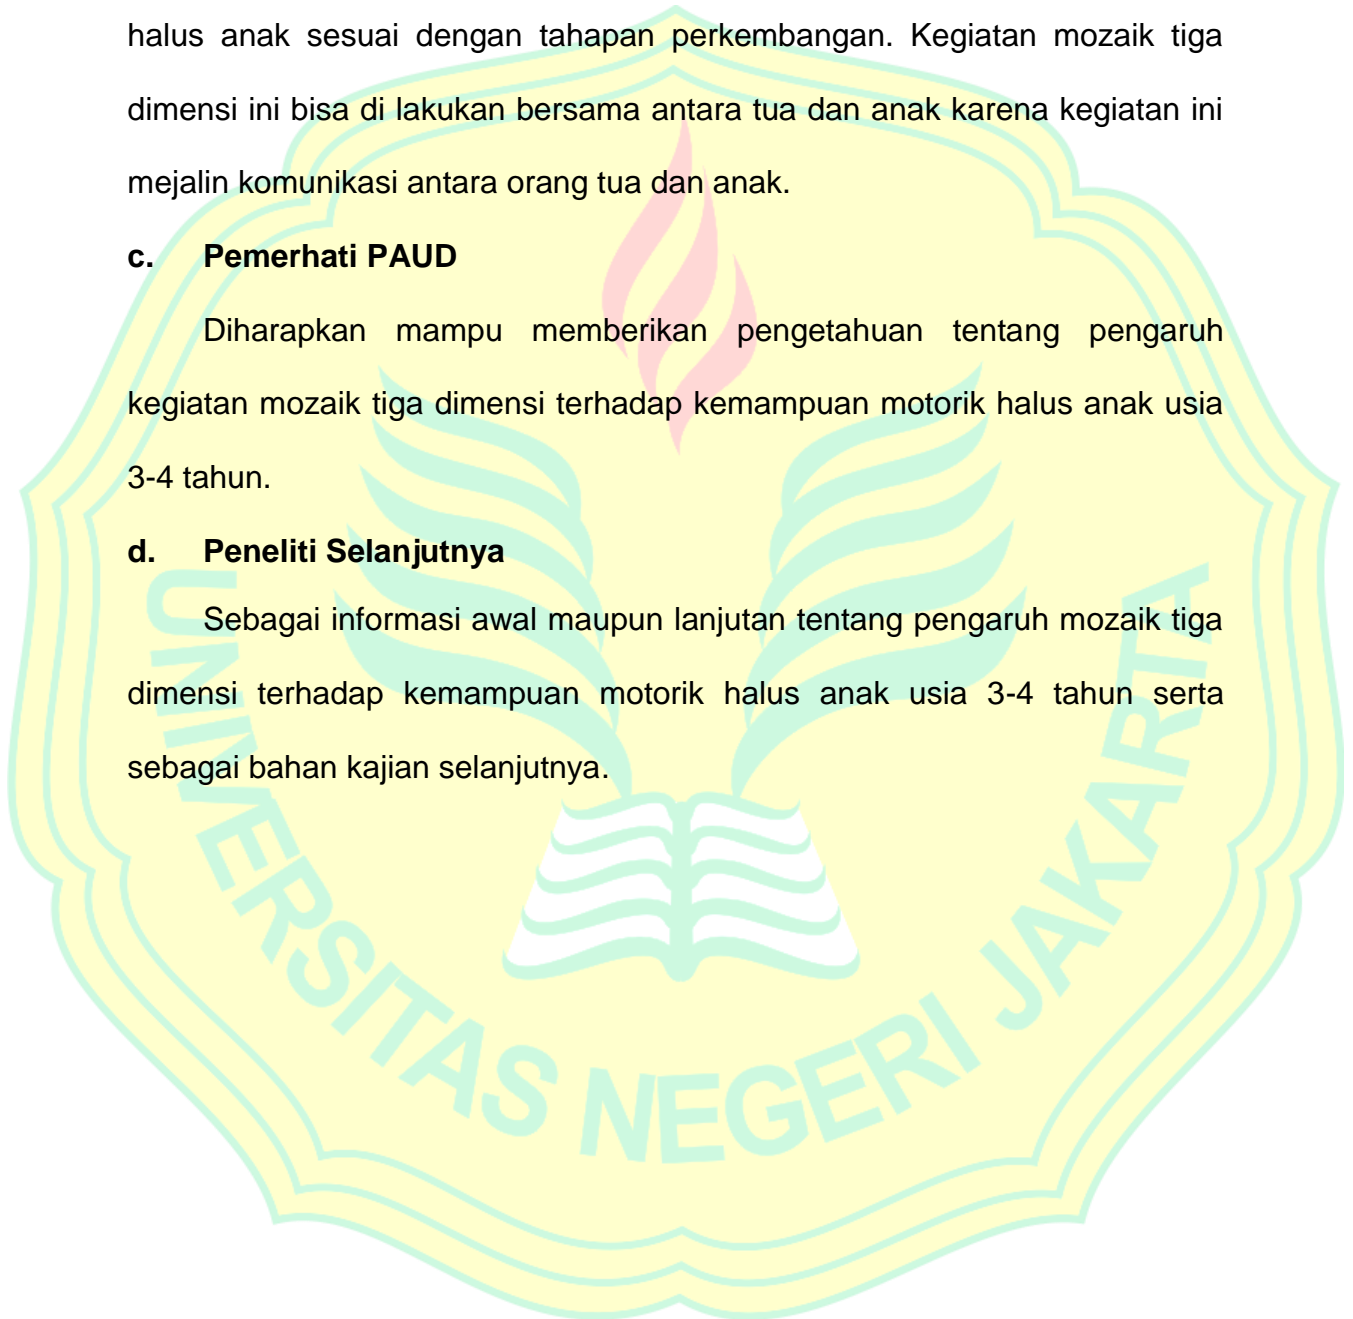 halus anak sesuai dengan tahapan perkembangan. Kegiatan mozaik tiga
dimensi ini bisa di lakukan bersama antara tua dan anak karena kegiatan ini
mejalin komunikasi antara orang tua dan anak.
c. Pemerhati PAUD
Diharapkan mampu memberikan pengetahuan tentang pengaruh
kegiatan mozaik tiga dimensi terhadap kemampuan motorik halus anak usia
3-4 tahun.
d. Peneliti Selanjutnya
Sebagai informasi awal maupun lanjutan tentang pengaruh mozaik tiga
dimensi terhadap kemampuan motorik halus anak usia 3-4 tahun serta
sebagai bahan kajian selanjutnya.
UNIVERSITAS NEGERI JAKARTA